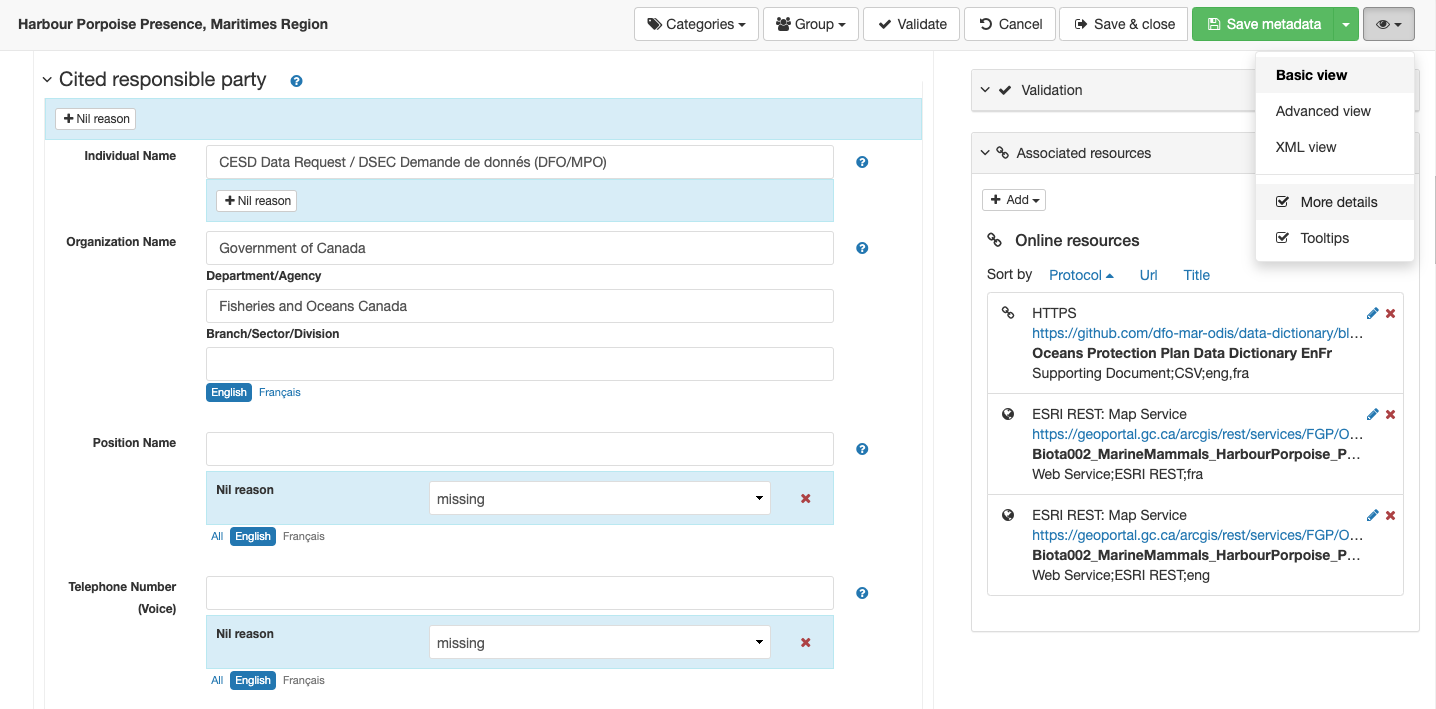 Harbour Porpoise Presence, Maritimes Region
Categories
Group
Validate
Cancel
Save & close
Save metadata
Basic view
Advanced view
XML view
More details
Tooltips
Cited responsible party
Nil reason
Individual Name
CESD Data Request / DSEC Demande de donnés (DFO/MPO)
Nil reason
Organization Name
Government of Canada
Department/Agency
Fisheries and Oceans Canada
Branch/Sector/Division
English Français
Position Name
Nil reason
missing
All English Français
Telephone Number
(Voice)
Nil reason
missing
All English Français
Validation
Associated resources
Add
Online resources
Sort by Protocol Url Title
HTTPS
https://github.com/dfo-mar-odis/data-dictionary/bl…
Oceans Protection Plan Data Dictionary EnFr
Supporting Document;CSV;eng,fra
ESRI REST: Map Service
https://geoportal.gc.ca/arcgis/rest/services/FGP/O…
Biota002_MarineMammals_HarbourPorpoise_P…
Web Service;ESRI REST;fra
ESRI REST: Map Service
https://geoportal.gc.ca/arcgis/rest/services/FGP/O…
Biota002_MarineMammals_HarbourPorpoise_P…
Web Service;ESRI REST;eng